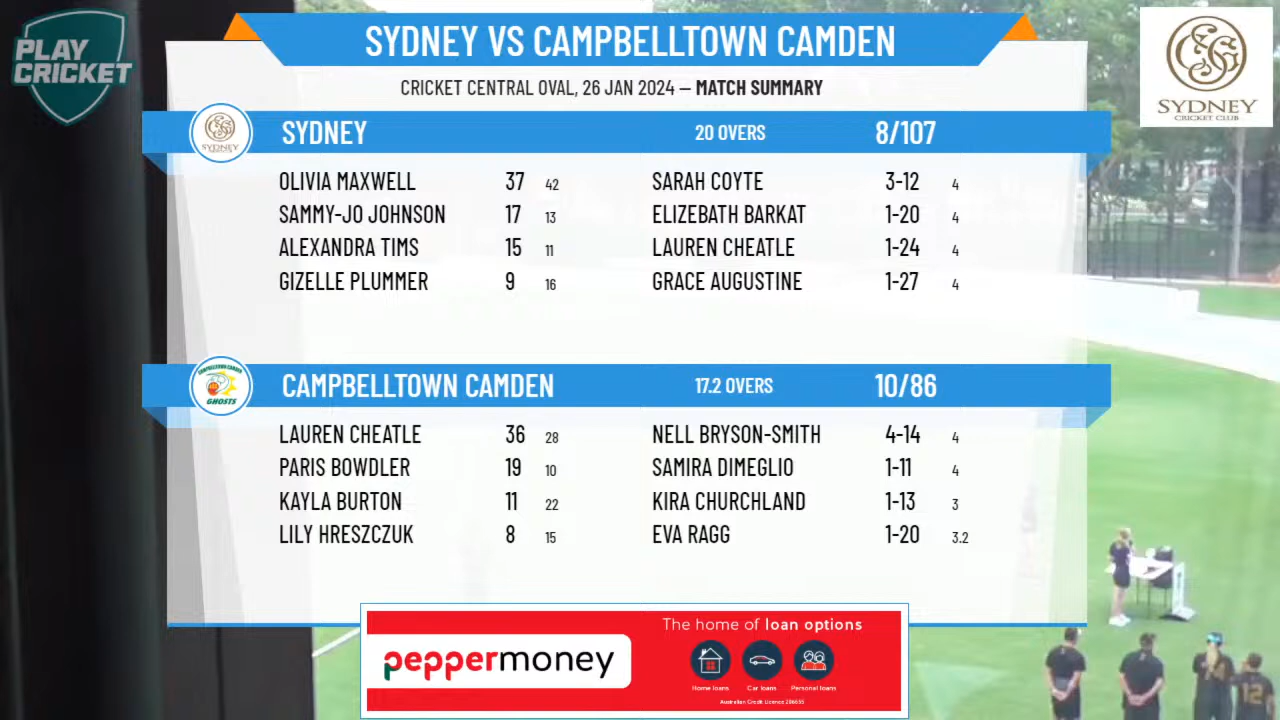 PLAY
CRICKET
SYDNEY VS CAMPBELLTOWN CAMDEN
CRICKET CENTRAL OVAL, 26 JAN 2024 – MATCH SUMMARY
SYDNEY
CRICKET CLUB
SYDNEY 20 OVERS 8/107
OLIVIA MAXWELL 37 42 SARAH COYTE 3-12 4
SAMMY-JO JOHNSON 17 13 ELIZEBATH BARKAT 1-20 4
ALEXANDRA TIMS 15 11 LAUREN CHEATLE 1-24 4
GIZELLE PLUMMER 9 16 GRACE AUGUSTINE 1-27 4
CAMPBELLTOWN CAMDEN
GHOSTS
CAMPBELLTOWN CAMDEN 17.2 OVERS 10/86
LAUREN CHEATLE 36 28 NELL BRYSON-SMITH 4-14 4
PARIS BOWDLER 19 10 SAMIRA DIMEGLIO 1-11 4
KAYLA BURTON 11 22 KIRA CHURCHLAND 1-13 3
LILY HRESZCZUK 8 15 EVA RAGG 1-20 3.2
peppermoney
The home of loan options
Home loans Car loans Personal loans
Australian Credit Licence 286655
12